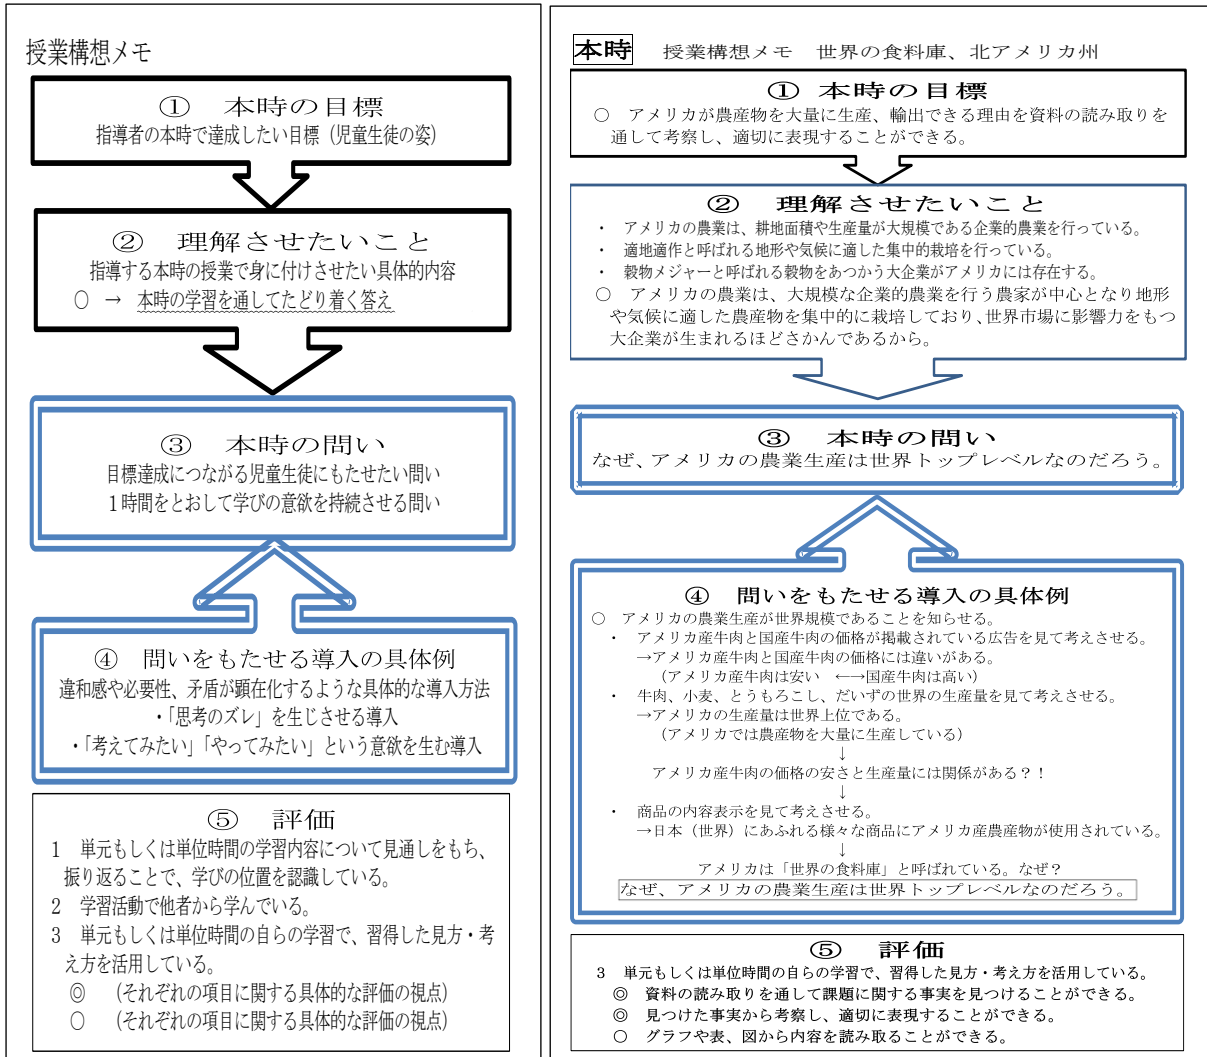 授業構想メモ
① 本時の目標
指導者の本時で達成したい目標（児童生徒の姿）
② 理解させたいこと
指導する本時の授業で身に付けさせたい具体的内容
○ → 本時の学習を通してたどり着く答え
③ 本時の問い
目標達成につながる児童生徒にもたせたい問い
１時間をとおして学びの意欲を持続させる問い
④ 問いをもたせる導入の具体例
違和感や必要性、矛盾が顕在化するような具体的な導入方法
・「思考のズレ」を生じさせる導入
・「考えてみたい」「やってみたい」という意欲を生む導入
⑤ 評価
1 単元もしくは単位時間の学習内容について見通しをもち、
振り返ることで、学びの位置を認識している。
2 学習活動で他者から学んでいる。
3 単元もしくは単位時間の自らの学習で、習得した見方・考
え方を活用している。
◎ （それぞれの項目に関する具体的な評価の視点）
○ （それぞれの項目に関する具体的な評価の視点）
本時 授業構想メモ 世界の食料庫、北アメリカ州
① 本時の目標
○ アメリカが農産物を大量に生産、輸出できる理由を資料の読み取りを
通して考察し、適切に表現することができる。
② 理解させたいこと
・ アメリカの農業は、耕地面積や生産量が大規模である企業的農業を行っている。
・ 適地適作と呼ばれる地形や気候に適した集中的栽培を行っている。
・ 穀物メジャーと呼ばれる穀物をあつかう大企業がアメリカには存在する。
○ アメリカの農業は、大規模な企業的農業を行う農家が中心となり地形
や気候に適した農産物を集中的に栽培しており、世界市場に影響力をもつ
大企業が生まれるほどさかんであるから。
③ 本時の問い
なぜ、アメリカの農業生産は世界トップレベルなのだろう。
④ 問いをもたせる導入の具体例
○ アメリカの農業生産が世界規模であることを知らせる。
・ アメリカ産牛肉と国産牛肉の価格が掲載されている広告を見て考えさせる。
→アメリカ産牛肉と国産牛肉の価格には違いがある。
（アメリカ産牛肉は安い ←→国産牛肉は高い）
・ 牛肉、小麦、とうもろこし、だいずの世界の生産量を見て考えさせる。
→アメリカの生産量は世界上位である。
（アメリカでは農産物を大量に生産している）
↓
アメリカ産牛肉の価格の安さと生産量には関係がある？！
↓
・ 商品の内容表示を見て考えさせる。
→日本（世界）にあふれる様々な商品にアメリカ産農産物が使用されている。
↓
アメリカは「世界の食料庫」と呼ばれている。なぜ？
なぜ、アメリカの農業生産は世界トップレベルなのだろう。
⑤ 評価
3 単元もしくは単位時間の自らの学習で、習得した見方・考え方を活用している。
◎ 資料の読み取りを通して課題に関する事実を見つけることができる。
◎ 見つけた事実から考察し、適切に表現することができる。
○ グラフや表、図から内容を読み取ることができる。